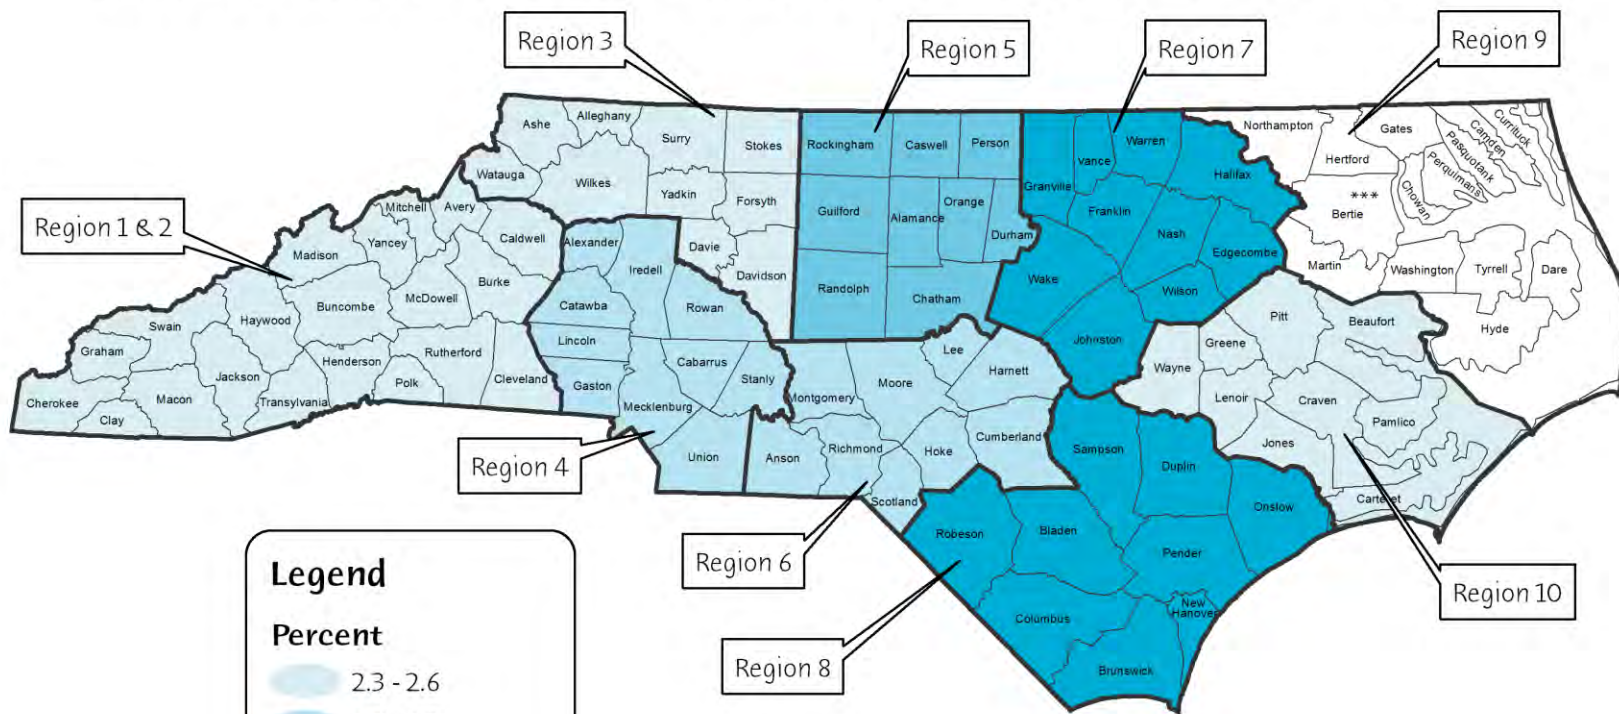 Region 3
Region 5
Region 7
Region 9
Region 1 & 2
Region 4
Region 6
Region 8
Region 10
Ashe
Alleghany
Surry
Stokes
Rockingham
Caswell
Person
Granville
Vance
Warren
Halifax
Northampton
Gates
Hertford
Currituck
Camden
Pasquotank
Perquimans
Chowan
***
Bertie
Watauga
Wilkes
Yadkin
Forsyth
Guilford
Alamance
Orange
Durham
Franklin
Nash
Edgecombe
Martin
Washington
Tyrrell
Dare
Hyde
Mitchell
Avery
Yancey
Madison
Caldwell
Alexander
Iredell
Davie
Davidson
Randolph
Chatham
Wake
Wilson
Johnston
Pitt
Beaufort
Swain
Haywood
Buncombe
McDowell
Burke
Catawba
Rowan
Graham
Jackson
Henderson
Rutherford
Polk
Cleveland
Lincoln
Gaston
Cabarrus
Stanly
Mecklenburg
Montgomery
Moore
Lee
Harnett
Wayne
Greene
Lenoir
Craven
Pamlico
Jones
Carteret
Cherokee
Clay
Macon
Transylvania
Union
Anson
Richmond
Hoke
Cumberland
Scotland
Sampson
Duplin
Onslow
Robeson
Bladen
Pender
Columbus
New
Hanover
Brunswick
Legend
Percent
2.3 - 2.6